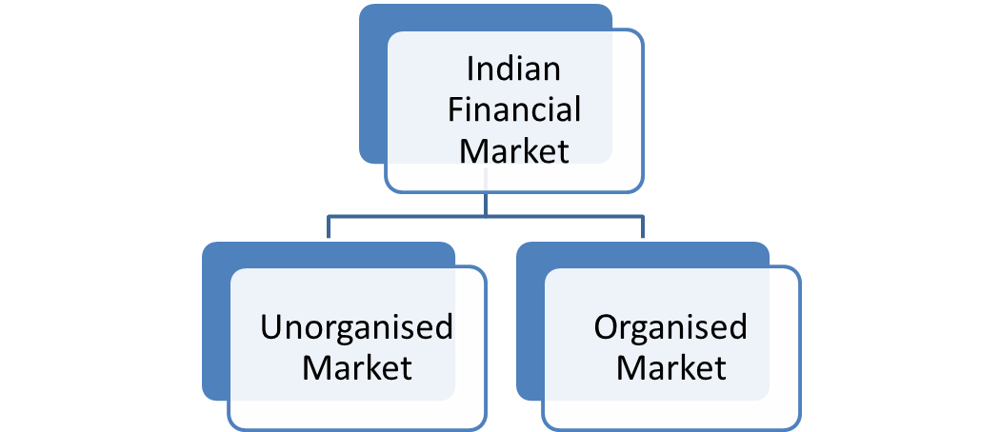 Indian
Financial
Market
Unorganised
Market
Organised
Market